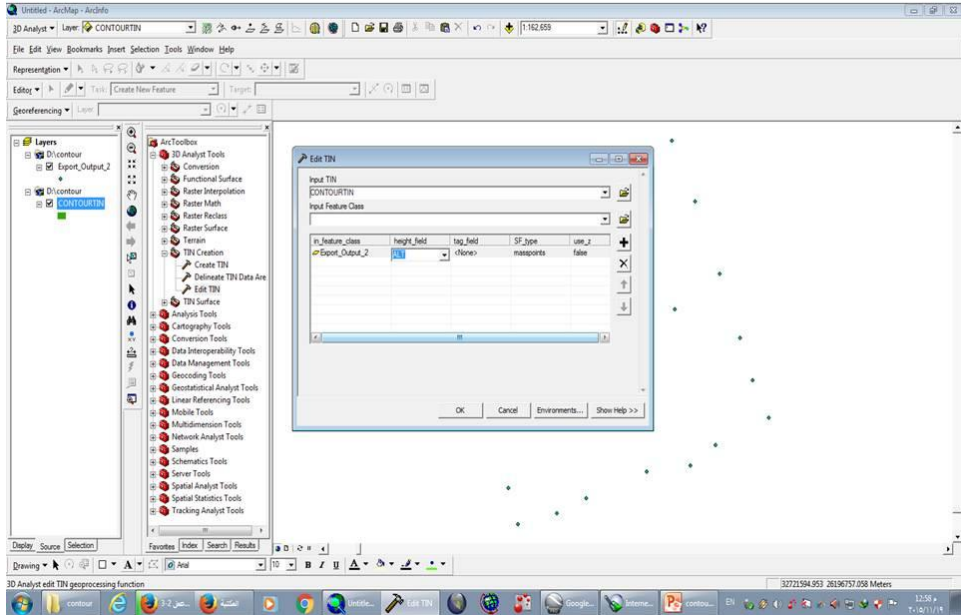 Untitled - ArcMap - ArcInfo
3D Analyst Layer: CONTOURTIN
1:162,659
File Edit View Bookmarks Insert Selection Tools Window Help
Representation
Editor Task: Create New Feature Target:
Georeferencing Layer:
Layers
D:\contour
Export_Output_2
D:\contour
CONTOURTIN
Display Source Selection
ArcToolbox
3D Analyst Tools
Conversion
Functional Surface
Raster Interpolation
Raster Math
Raster Reclass
Raster Surface
Terrain
TIN Creation
Create TIN
Delineate TIN Data Are
Edit TIN
TIN Surface
Analysis Tools
Cartography Tools
Conversion Tools
Data Interoperability Tools
Data Management Tools
Geocoding Tools
Geostatistical Analyst Tools
Linear Referencing Tools
Mobile Tools
Multidimension Tools
Network Analyst Tools
Samples
Schematics Tools
Server Tools
Spatial Analyst Tools
Spatial Statistics Tools
Tracking Analyst Tools
Favorites Index Search Results
Edit TIN
Input TIN
CONTOURTIN
Input Feature Class
in_feature_class height_field tag_field SF_type use_z
Export_Output_2 ALT <None> masspoints false
OK Cancel Environments... Show Help >>
Drawing A Arial 10 B I U A
3D Analyst edit TIN geoprocessing function
32721594.953 26196757.058 Meters
contour Untitle... Edit TIN Google... Interne... contou... EN